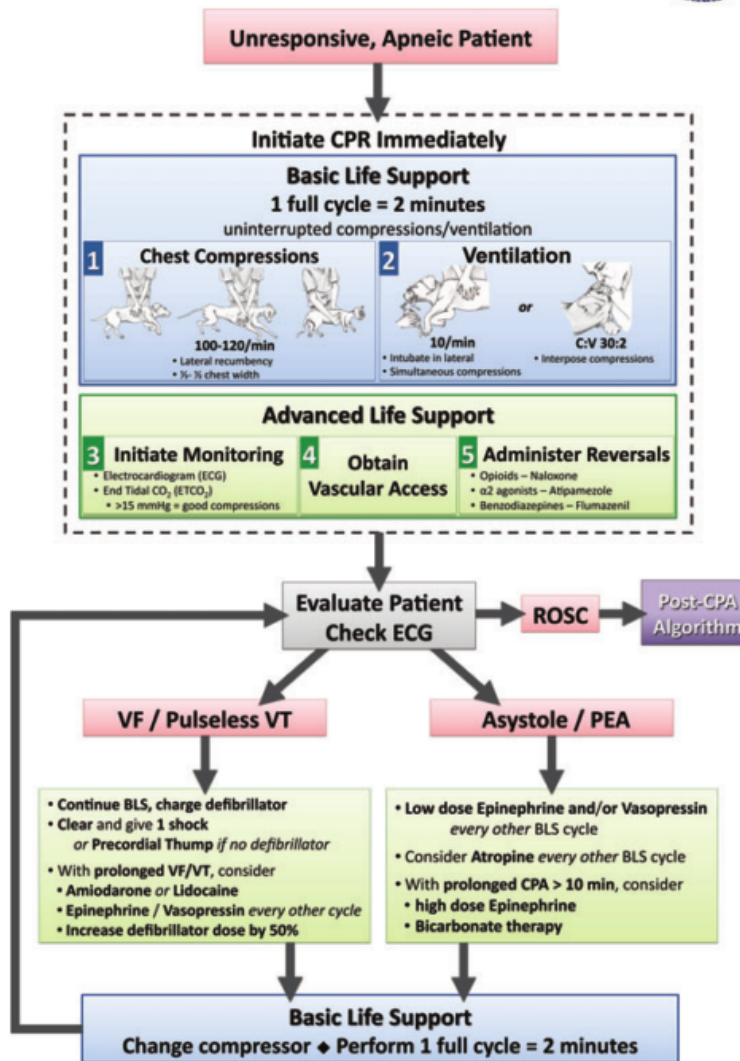 Unresponsive, Apneic Patient
Initiate CPR Immediately
Basic Life Support
1 full cycle = 2 minutes
uninterrupted compressions/ventilation
1 Chest Compressions
100-120/min
• Lateral recumbency
• ⅓-½ chest width
2 Ventilation
10/min
• Intubate in lateral
• Simultaneous compressions
or
C:V 30:2
• Interpose compressions
Advanced Life Support
3 Initiate Monitoring
• Electrocardiogram (ECG)
• End Tidal CO₂ (ETCO₂)
• >15 mmHg = good compressions
4 Obtain
Vascular Access
5 Administer Reversals
• Opioids – Naloxone
• α2 agonists – Atipamezole
• Benzodiazepines – Flumazenil
Evaluate Patient
Check ECG
ROSC
Post-CPA
Algorithm
VF / Pulseless VT
• Continue BLS, charge defibrillator
• Clear and give 1 shock
or Precordial Thump if no defibrillator
• With prolonged VF/VT, consider
• Amiodarone or Lidocaine
• Epinephrine / Vasopressin every other cycle
• Increase defibrillator dose by 50%
Asystole / PEA
• Low dose Epinephrine and/or Vasopressin
every other BLS cycle
• Consider Atropine every other BLS cycle
• With prolonged CPA > 10 min, consider
• high dose Epinephrine
• Bicarbonate therapy
Basic Life Support
Change compressor ◆ Perform 1 full cycle = 2 minutes